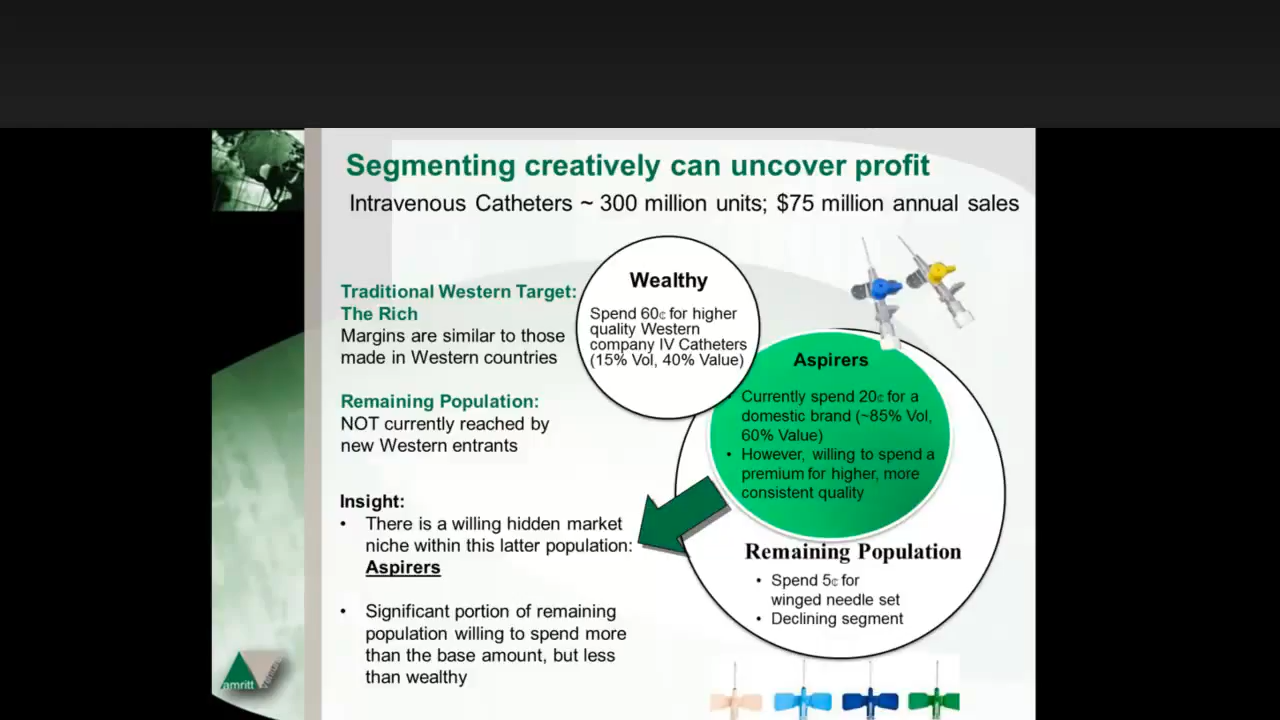 Segmenting creatively can uncover profit
Intravenous Catheters ~ 300 million units; $75 million annual sales
Traditional Western Target:
The Rich
Margins are similar to those
made in Western countries
Remaining Population:
NOT currently reached by
new Western entrants
Insight:
• There is a willing hidden market
niche within this latter population:
Aspirers
• Significant portion of remaining
population willing to spend more
than the base amount, but less
than wealthy
Wealthy
Spend 60¢ for higher
quality Western
company IV Catheters
(15% Vol, 40% Value)
Aspirers
• Currently spend 20¢ for a
domestic brand (~85% Vol,
60% Value)
• However, willing to spend a
premium for higher, more
consistent quality
Remaining Population
• Spend 5¢ for
winged needle set
• Declining segment
amritt